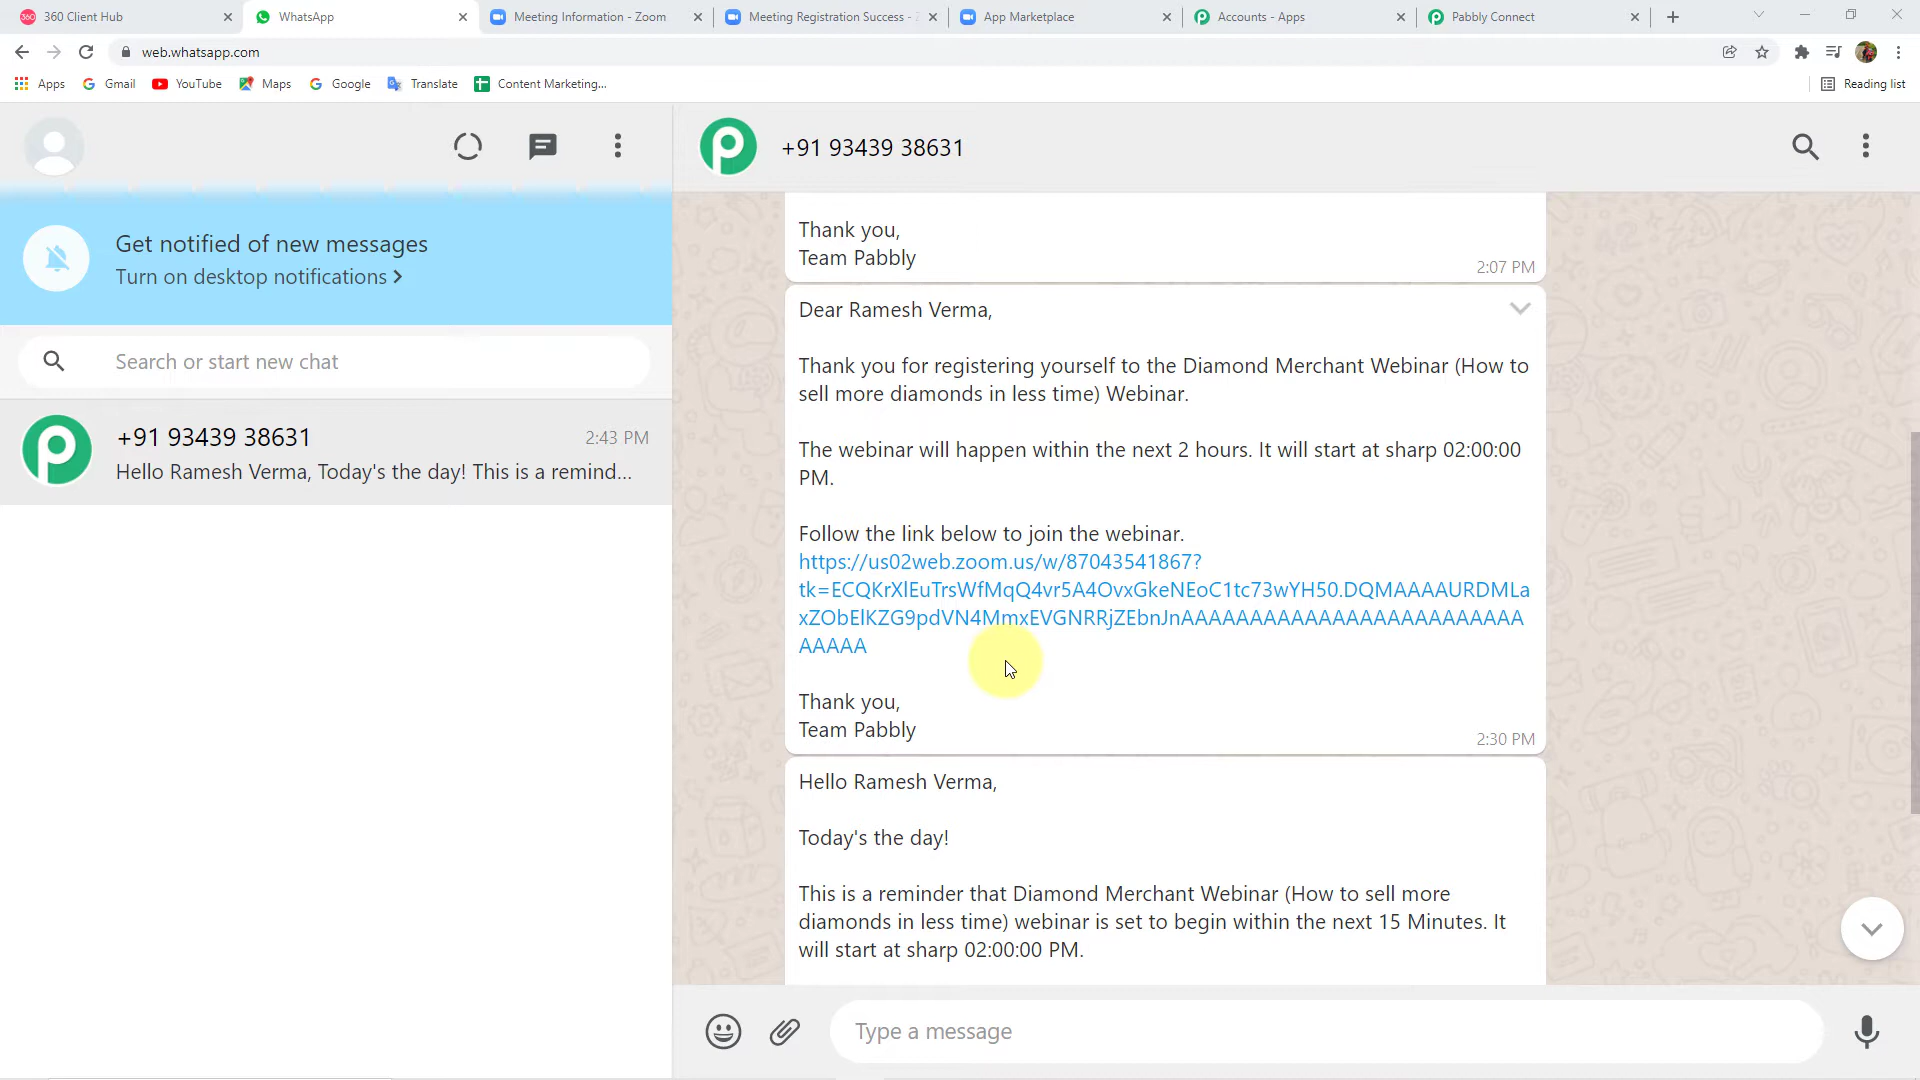 360 Client Hub
WhatsApp
Meeting Information - Zoom
Meeting Registration Success -
App Marketplace
Accounts - Apps
Pabbly Connect
web.whatsapp.com
Apps
Gmail
YouTube
Maps
Google
Translate
Content Marketing...
Reading list
+91 93439 38631
Get notified of new messages
Turn on desktop notifications
Search or start new chat
+91 93439 38631
2:43 PM
Hello Ramesh Verma, Today's the day! This is a remind...
Thank you,
Team Pabbly
2:07 PM
Dear Ramesh Verma,
Thank you for registering yourself to the Diamond Merchant Webinar (How to
sell more diamonds in less time) Webinar.
The webinar will happen within the next 2 hours. It will start at sharp 02:00:00
PM.
Follow the link below to join the webinar.
https://us02web.zoom.us/w/87043541867?
tk=ECQKrXlEuTrsWfMqQ4vr5A4OvxGkeNEoC1tc73wYH50.DQMAAAAURDMLa
xZObElKZG9pdVN4MmxEVGNRRjZEbnJnAAAAAAAAAAAAAAAAAAAAAAAAA
AAAAA
Thank you,
Team Pabbly
2:30 PM
Hello Ramesh Verma,
Today's the day!
This is a reminder that Diamond Merchant Webinar (How to sell more
diamonds in less time) webinar is set to begin within the next 15 Minutes. It
will start at sharp 02:00:00 PM.
Type a message